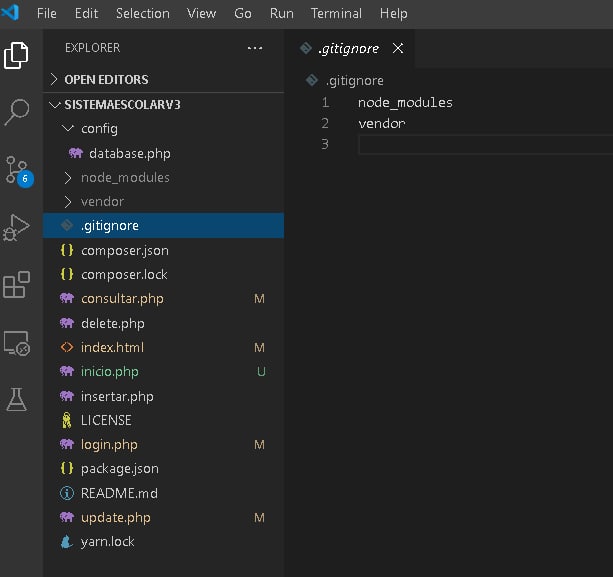 File Edit Selection View Go Run Terminal Help
EXPLORER ...
OPEN EDITORS
SISTEMAESCOLARV3
config
database.php
node_modules
vendor
.gitignore
composer.json
composer.lock
consultar.php M
delete.php
index.html M
inicio.php U
insertar.php
LICENSE
login.php M
package.json
README.md
update.php M
yarn.lock
6
.gitignore
.gitignore
1 node_modules
2 vendor
3